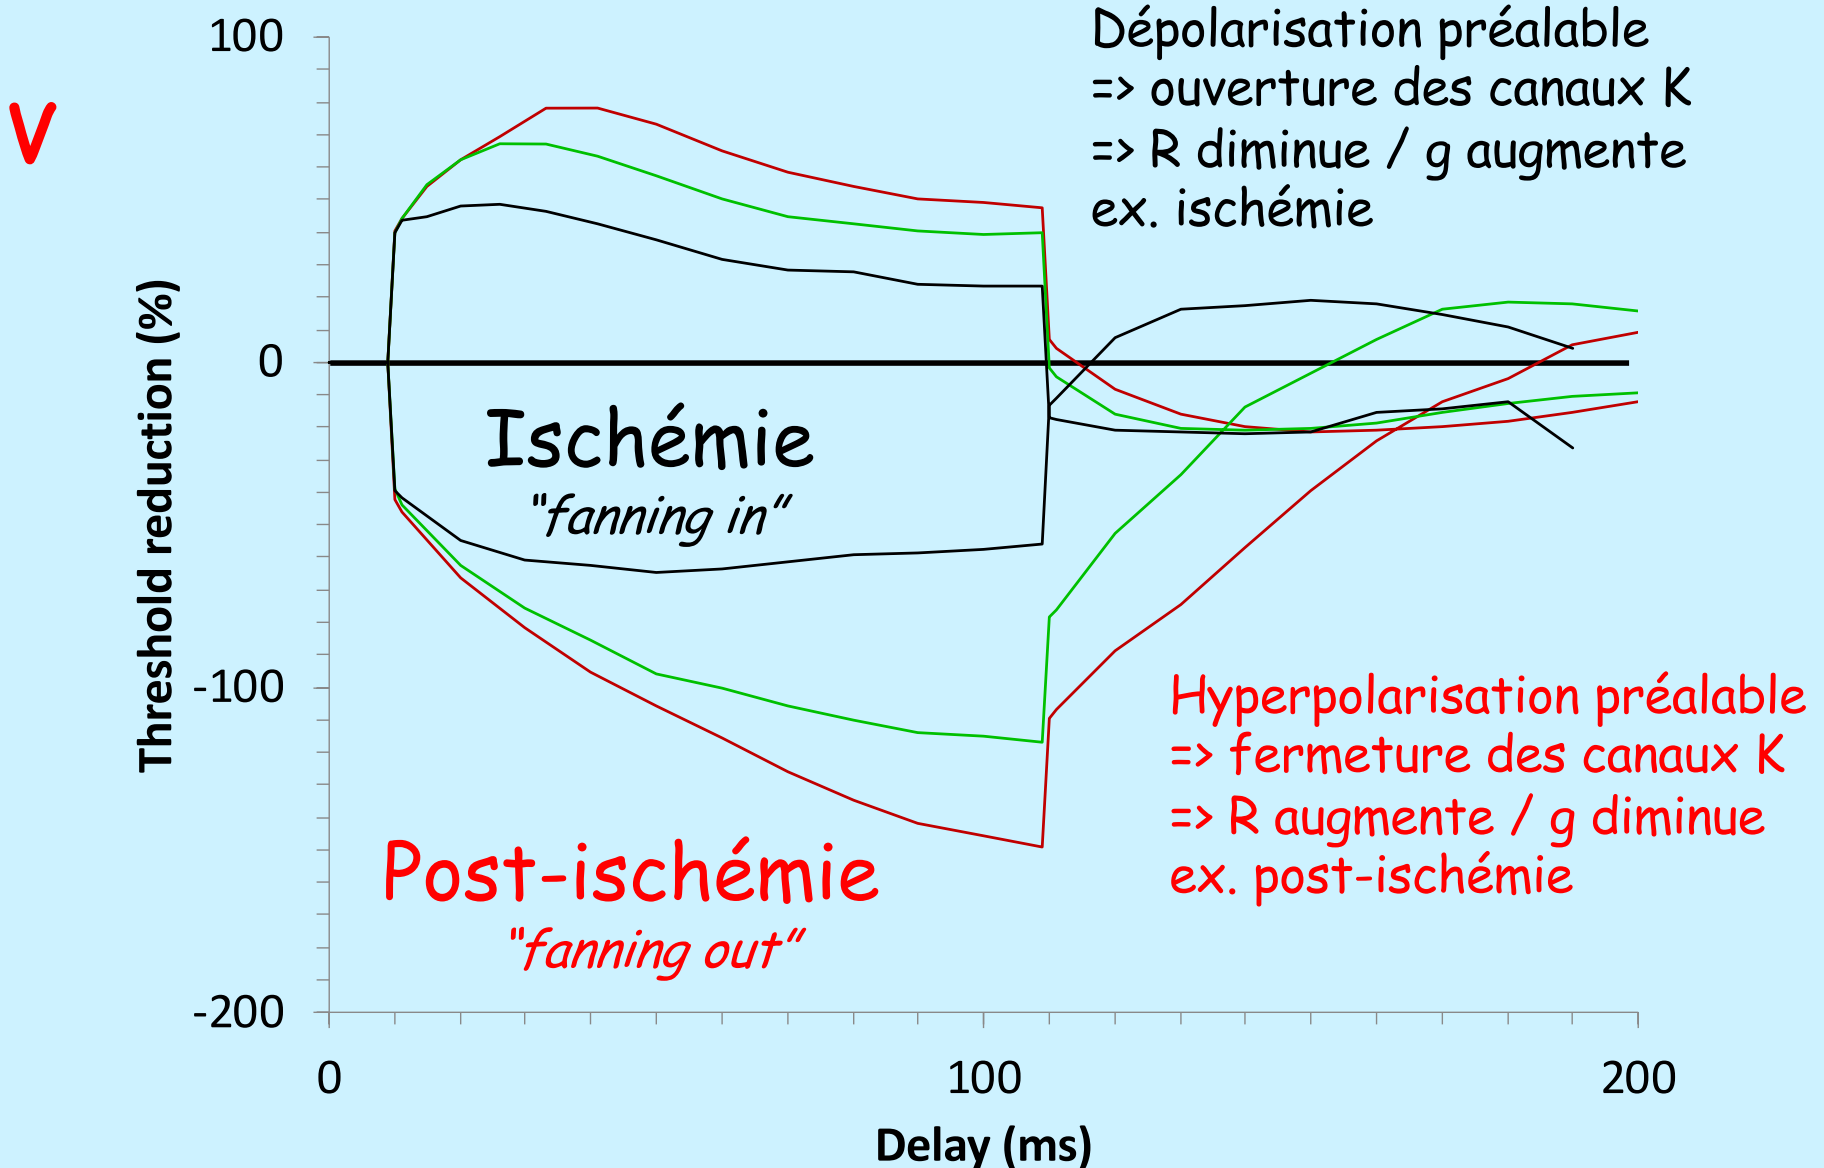 V
Dépolarisation préalable
=> ouverture des canaux K
=> R diminue / g augmente
ex. ischémie
100
0
-100
-200
Threshold reduction (%)
Ischémie
"fanning in"
Post-ischémie
"fanning out"
Hyperpolarisation préalable
=> fermeture des canaux K
=> R augmente / g diminue
ex. post-ischémie
0
100
200
Delay (ms)